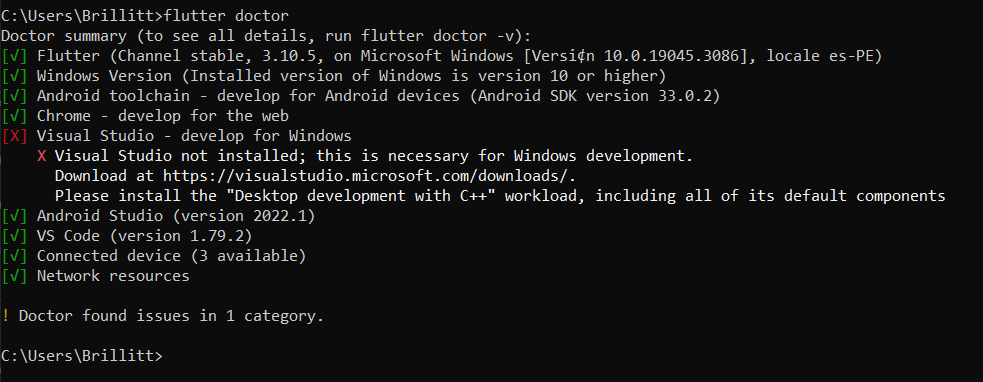 C:\Users\Brillitt>flutter doctor
Doctor summary (to see all details, run flutter doctor -v):
[√] Flutter (Channel stable, 3.10.5, on Microsoft Windows [Versi¢n 10.0.19045.3086], locale es-PE)
[√] Windows Version (Installed version of Windows is version 10 or higher)
[√] Android toolchain - develop for Android devices (Android SDK version 33.0.2)
[√] Chrome - develop for the web
[X] Visual Studio - develop for Windows
    X Visual Studio not installed; this is necessary for Windows development.
      Download at https://visualstudio.microsoft.com/downloads/.
      Please install the "Desktop development with C++" workload, including all of its default components
[√] Android Studio (version 2022.1)
[√] VS Code (version 1.79.2)
[√] Connected device (3 available)
[√] Network resources
! Doctor found issues in 1 category.
C:\Users\Brillitt>